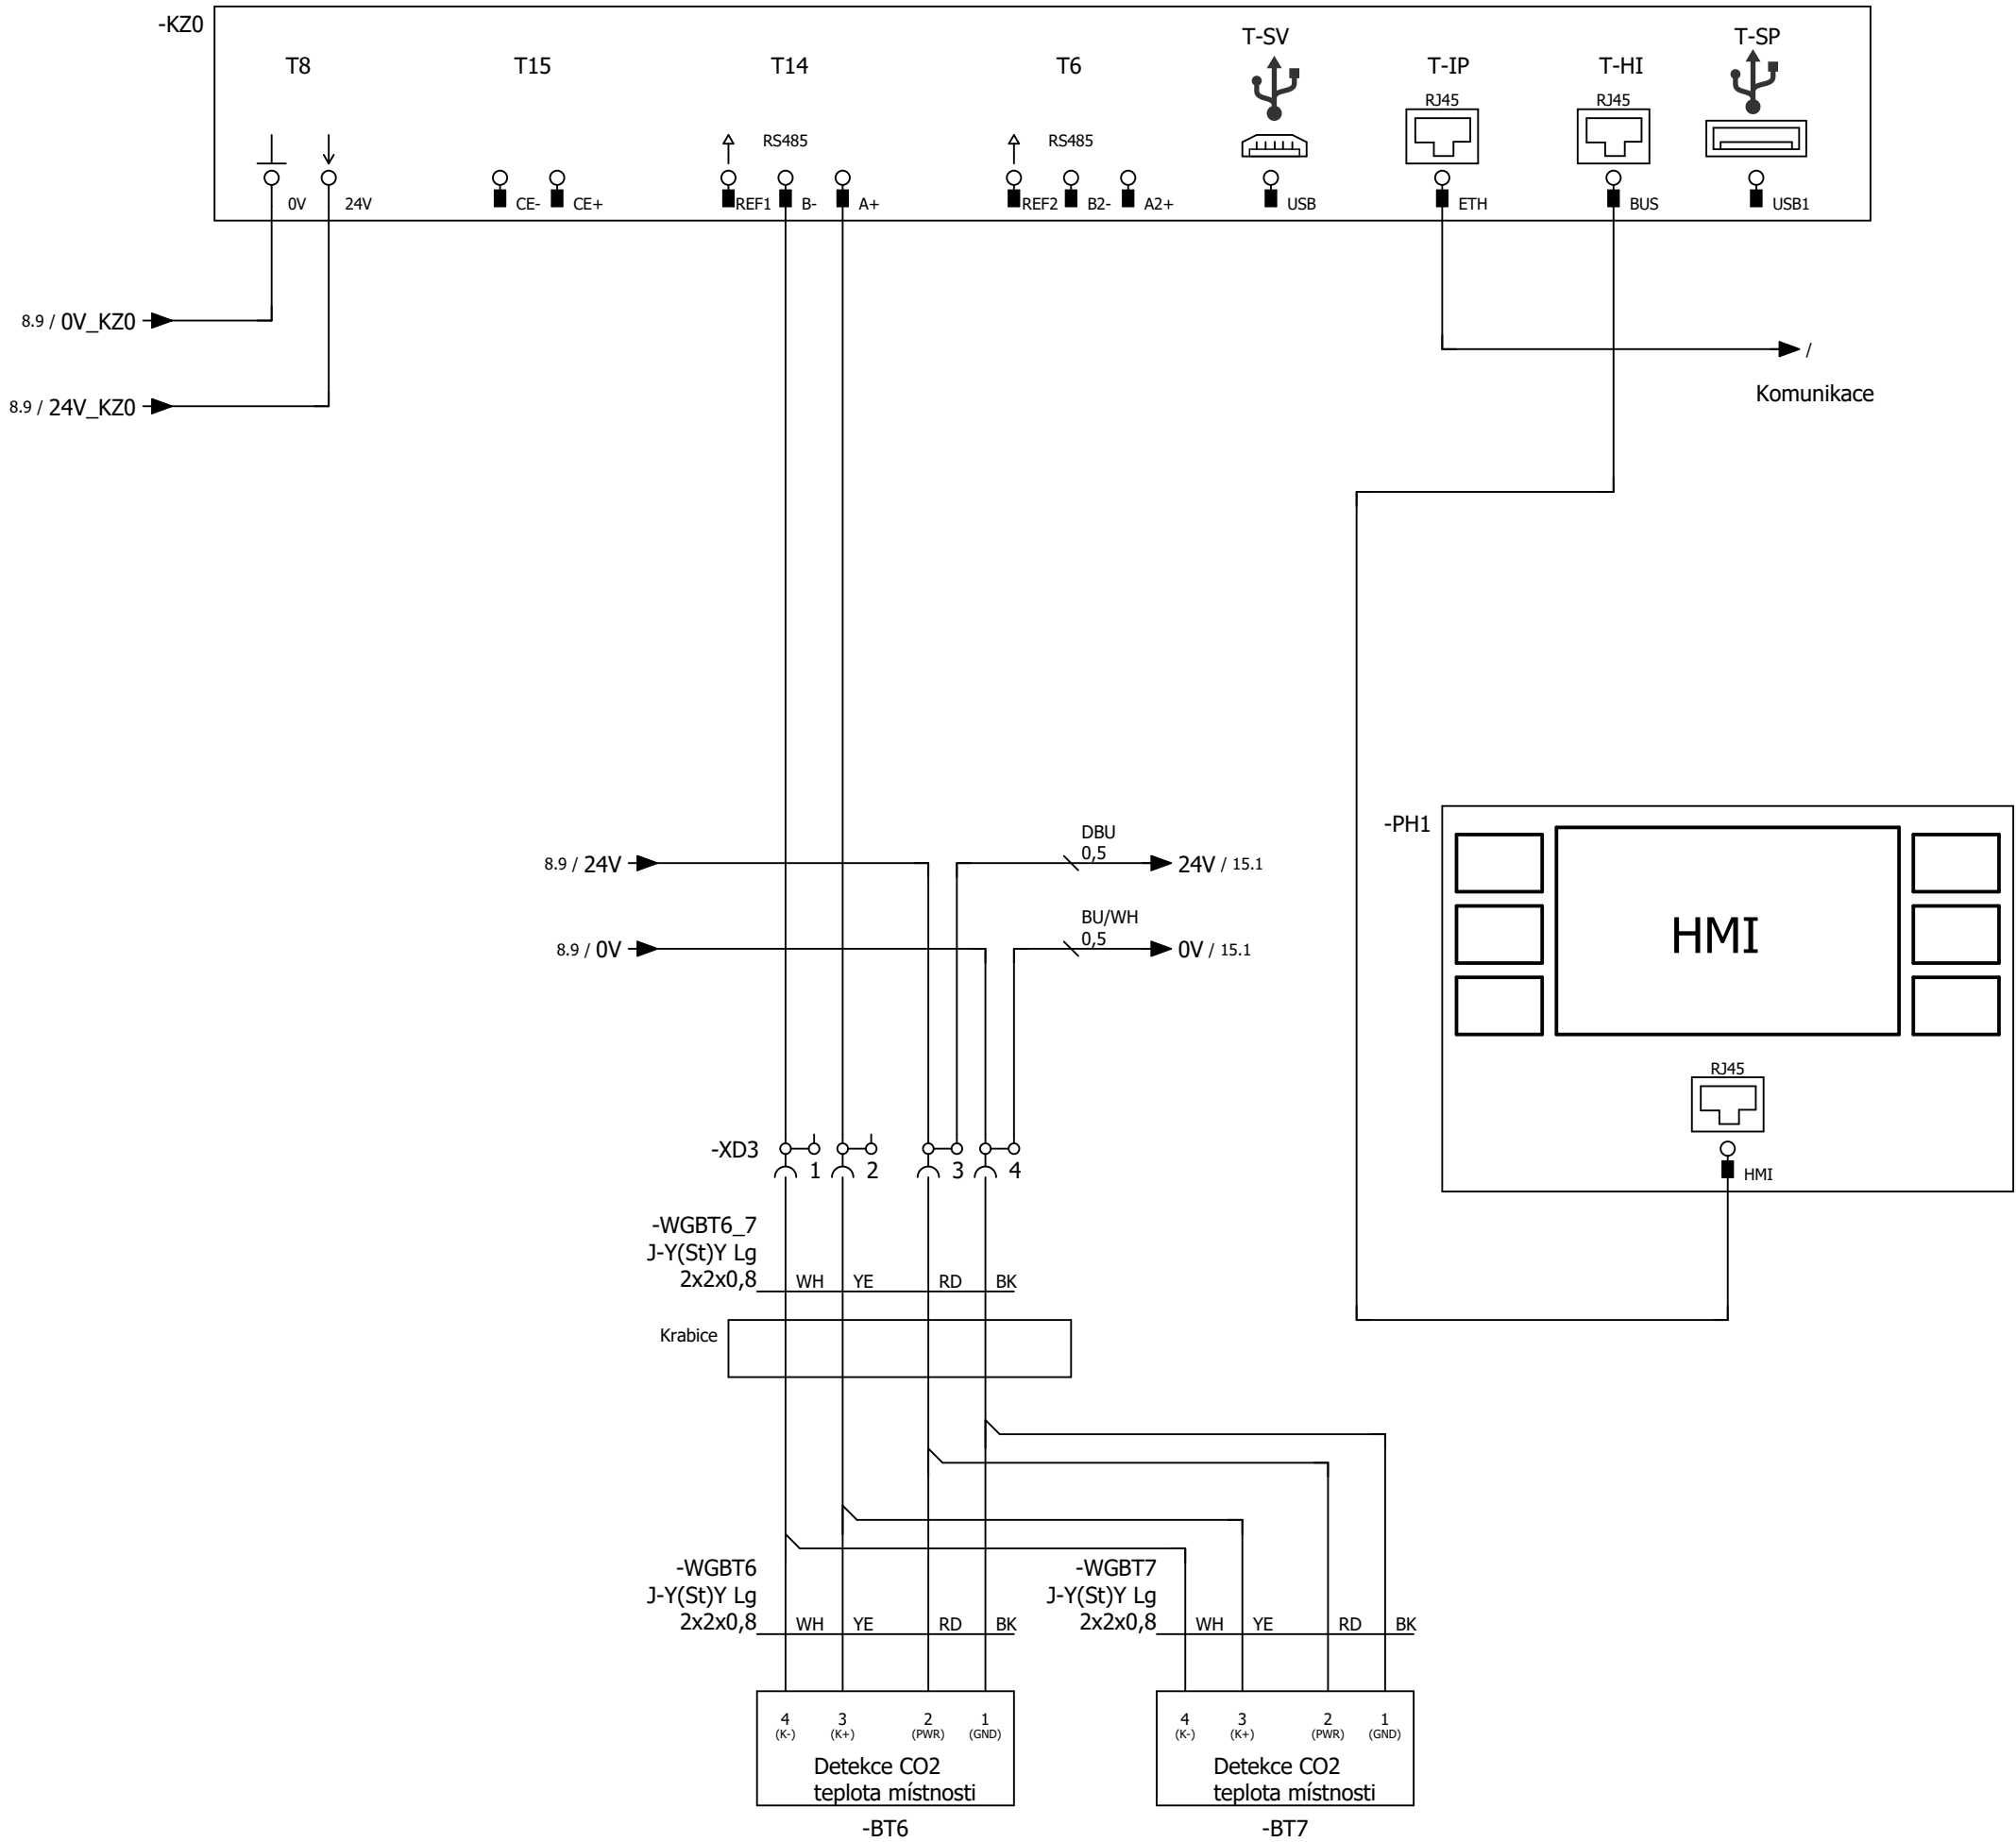 -KZ0
T8
T15
T14
T6
T-SV
T-IP
T-HI
T-SP
RJ45
RJ45
RS485
RS485
0V
24V
CE-
CE+
REF1
B-
A+
REF2
B2-
A2+
USB
ETH
BUS
USB1
8.9 / 0V_KZ0
/
Komunikace
8.9 / 24V_KZ0
-PH1
DBU
0,5
8.9 / 24V
24V / 15.1
BU/WH
0,5
8.9 / 0V
0V / 15.1
HMI
RJ45
HMI
-XD3
1
2
3
4
-WGBT6_7
J-Y(St)Y Lg
2x2x0,8
WH
YE
RD
BK
Krabice
-WGBT6
J-Y(St)Y Lg
2x2x0,8
WH
YE
RD
BK
-WGBT7
J-Y(St)Y Lg
2x2x0,8
WH
YE
RD
BK
4
3
2
1
(K-)
(K+)
(PWR)
(GND)
Detekce CO2
teplota místnosti
-BT6
4
3
2
1
(K-)
(K+)
(PWR)
(GND)
Detekce CO2
teplota místnosti
-BT7